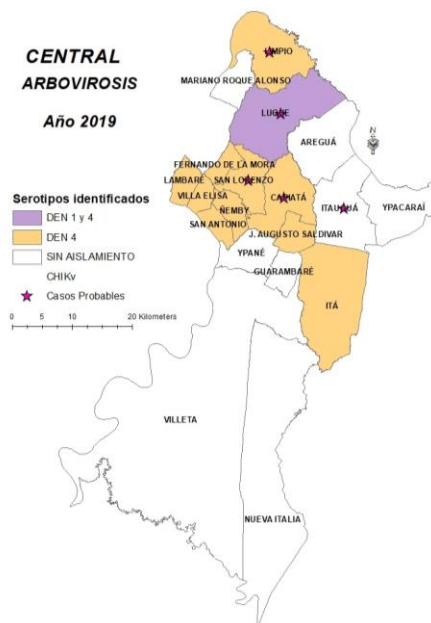 CENTRAL
ARBOVIROSIS
Año 2019
LIMPIO
MARIANO ROQUE ALONSO
LUQUE
N
AREGUÁ
FERNANDO DE LA MORA
LAMBARÉ SAN LORENZO
VILLA ELISA
CAPIATÁ
ITAUGUÁ
YPACARAÍ
ÑEMBY
SAN ANTONIO
J. AUGUSTO SALDIVAR
YPANÉ
GUARAMBARÉ
ITÁ
Serotipos identificados
DEN 1 y 4
DEN 4
SIN AISLAMIENTO
CHIKv
Casos Probables
0 5 10 20 Kilometers
VILLETA
NUEVA ITALIA